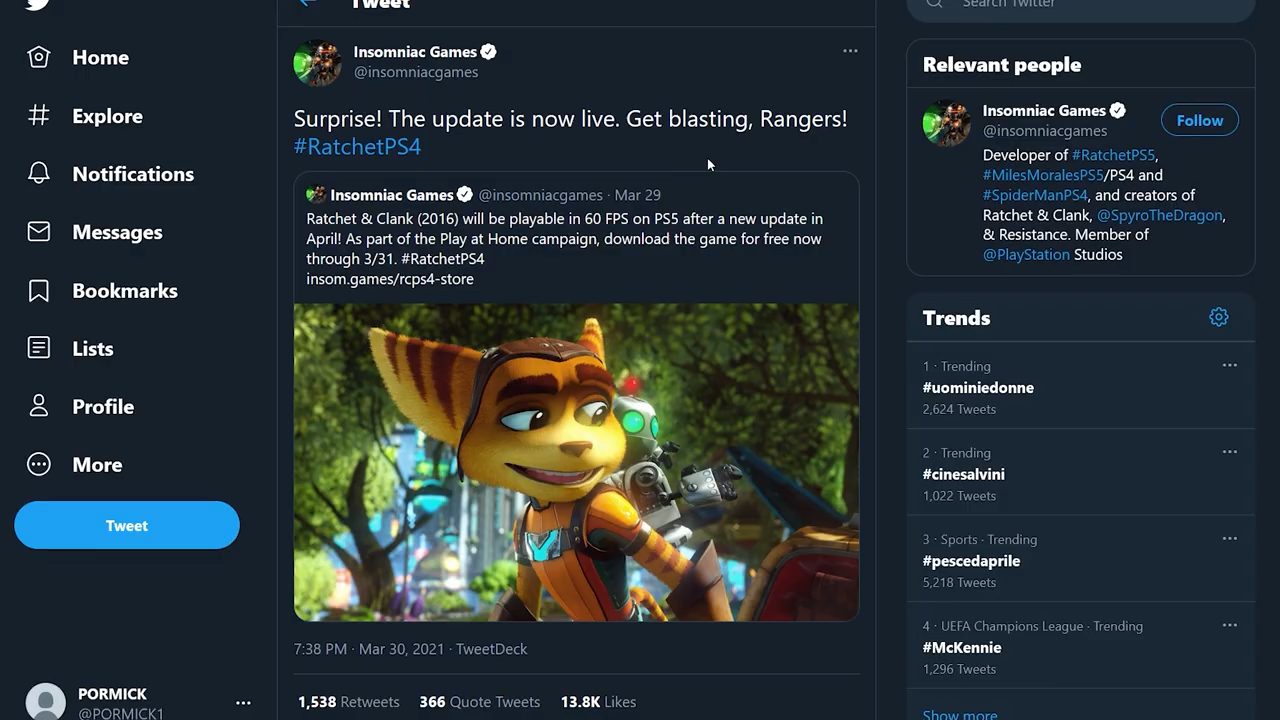 Tweet
Search Twitter
Home
Explore
Notifications
Messages
Bookmarks
Lists
Profile
More
Tweet
PORMICK
@PORMICK1
Insomniac Games
@insomniacgames
Surprise! The update is now live. Get blasting, Rangers!
#RatchetPS4
Insomniac Games @insomniacgames · Mar 29
Ratchet & Clank (2016) will be playable in 60 FPS on PS5 after a new update in
April! As part of the Play at Home campaign, download the game for free now
through 3/31. #RatchetPS4
insom.games/rcps4-store
7:38 PM · Mar 30, 2021 · TweetDeck
1,538 Retweets 366 Quote Tweets 13.8K Likes
Relevant people
Insomniac Games
@insomniacgames
Follow
Developer of #RatchetPS5,
#MilesMoralesPS5/PS4 and
#SpiderManPS4, and creators of
Ratchet & Clank, @SpyroTheDragon,
& Resistance. Member of
@PlayStation Studios
Trends
1 · Trending
#uominiedonne
2,624 Tweets
2 · Trending
#cinesalvini
1,022 Tweets
3 · Sports · Trending
#pescedaprile
5,218 Tweets
4 · UEFA Champions League · Trending
#McKennie
1,296 Tweets
Show more